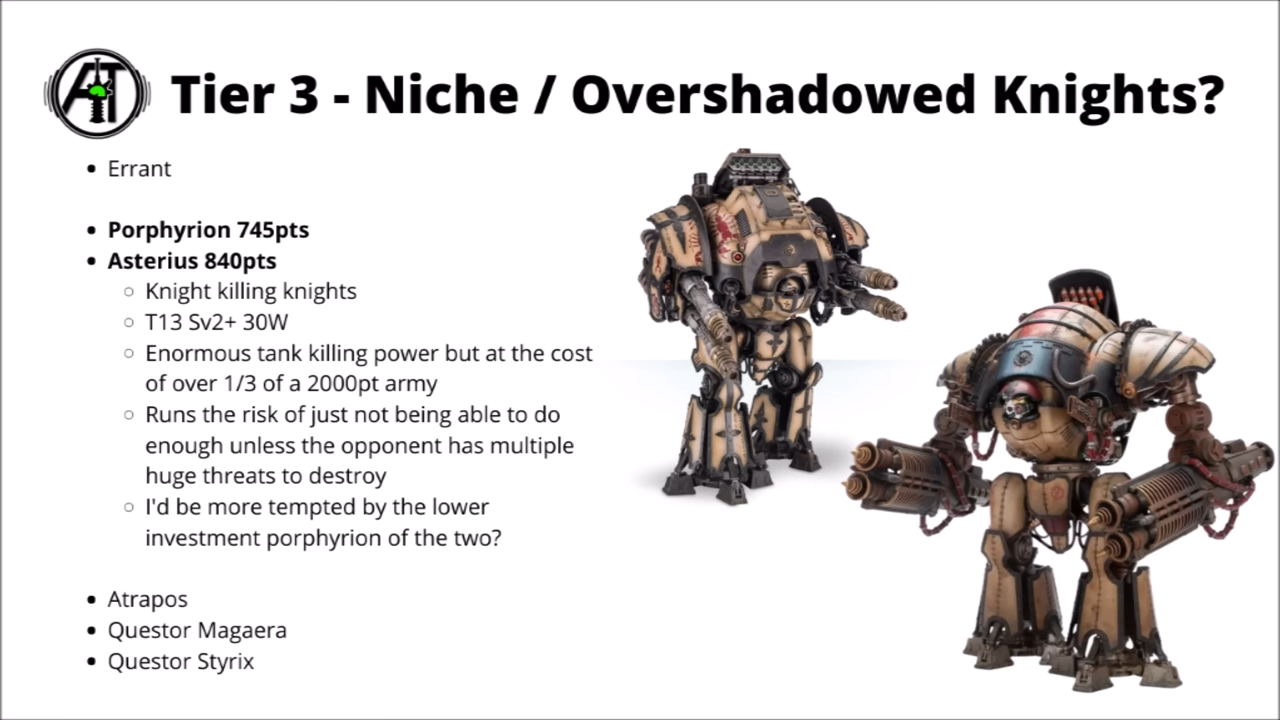 AT
Tier 3 - Niche / Overshadowed Knights?
• Errant
• Porphyrion 745pts
• Asterius 840pts
○ Knight killing knights
○ T13 Sv2+ 30W
○ Enormous tank killing power but at the cost
of over 1/3 of a 2000pt army
○ Runs the risk of just not being able to do
enough unless the opponent has multiple
huge threats to destroy
○ I'd be more tempted by the lower
investment porphyrion of the two?
• Atrapos
• Questor Magaera
• Questor Styrix